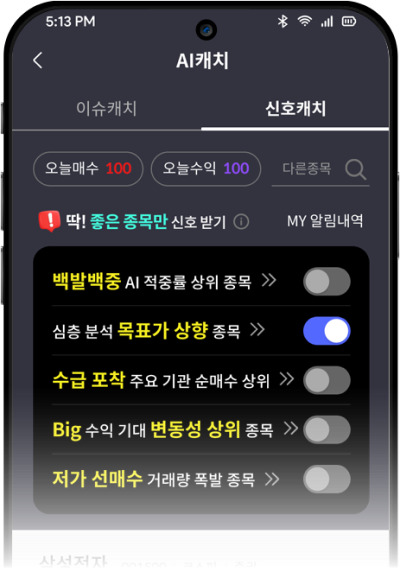 5:13 PM
AI캐치
이슈캐치 신호캐치
오늘매수 100 오늘수익 100 다른종목
딱! 좋은 종목만 신호 받기 MY 알림내역
백발백중 AI 적중률 상위 종목
심층 분석 목표가 상향 종목
수급 포착 주요 기관 순매수 상위
Big 수익 기대 변동성 상위 종목
저가 선매수 거래량 폭발 종목
삼성전자